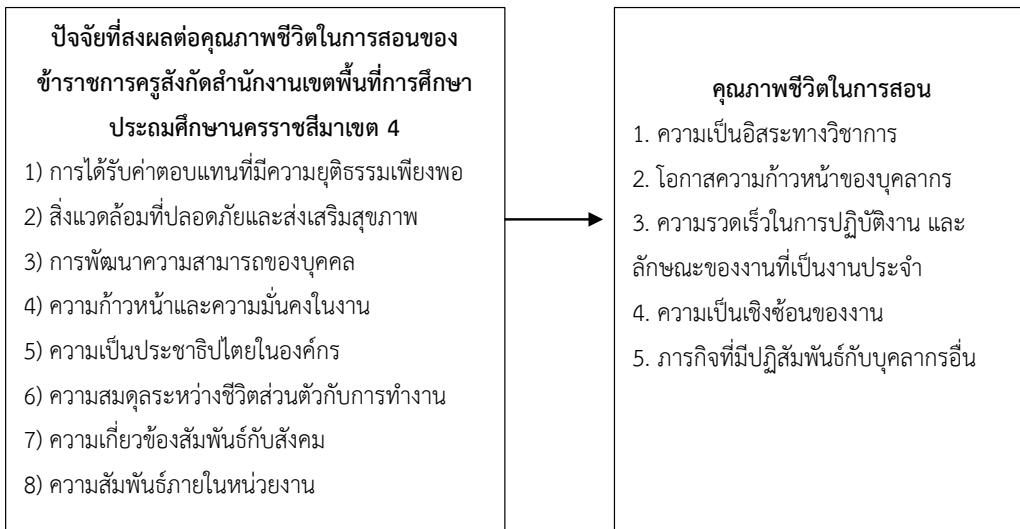 ปัจจัยที่สงผลต่อคุณภาพชีวิตในการสอนของ
ข้าราชการครูสังกัดสำนักงานเขตพื้นที่การศึกษา
ประถมศึกษานครราชสีมาเขต 4
1) การได้รับค่าตอบแทนที่มีความยุติธรรมเพียงพอ
2) สิ่งแวดล้อมที่ปลอดภัยและส่งเสริมสุขภาพ
3) การพัฒนาความสามารถของบุคคล
4) ความก้าวหน้าและความมั่นคงในงาน
5) ความเป็นประชาธิปไตยในองค์กร
6) ความสมดุลระหว่างชีวิตส่วนตัวกับการทำงาน
7) ความเกี่ยวข้องสัมพันธ์กับสังคม
8) ความสัมพันธ์ภายในหน่วยงาน
คุณภาพชีวิตในการสอน
1. ความเป็นอิสระทางวิชาการ
2. โอกาสความก้าวหน้าของบุคลากร
3. ความรวดเร็วในการปฏิบัติงาน และ
ลักษณะของงานที่เป็นงานประจำ
4. ความเป็นเชิงซ้อนของงาน
5. ภารกิจที่มีปฏิสัมพันธ์กับบุคลากรอื่น